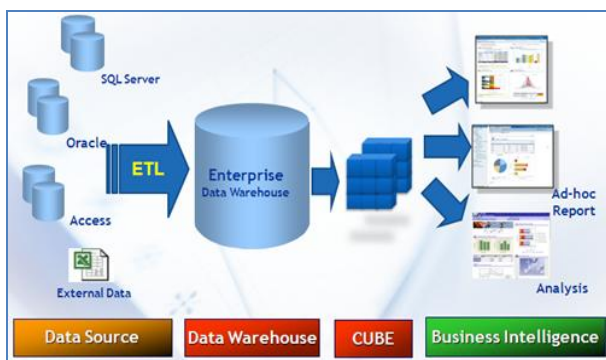 SQL Server
Oracle
ETL
Access
External Data
Enterprise
Data Warehouse
Ad-hoc
Report
Analysis
Data Source
Data Warehouse
CUBE
Business Intelligence